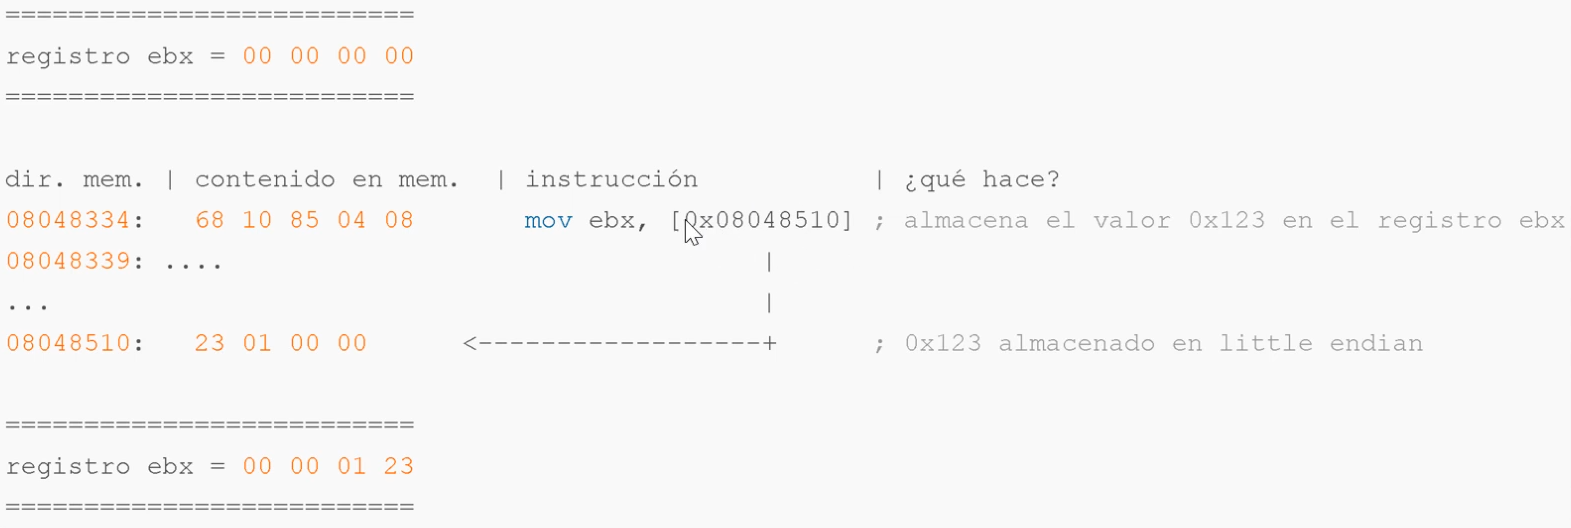 ==========================
registro ebx = 00 00 00 00
==========================
dir. mem. | contenido en mem.  | instrucción           | ¿qué hace?
08048334:   68 10 85 04 08       mov ebx, [0x08048510] ; almacena el valor 0x123 en el registro ebx
08048339: ....                                  |
...                                             |
08048510:   23 01 00 00      <------------------+      ; 0x123 almacenado en little endian
==========================
registro ebx = 00 00 01 23
==========================